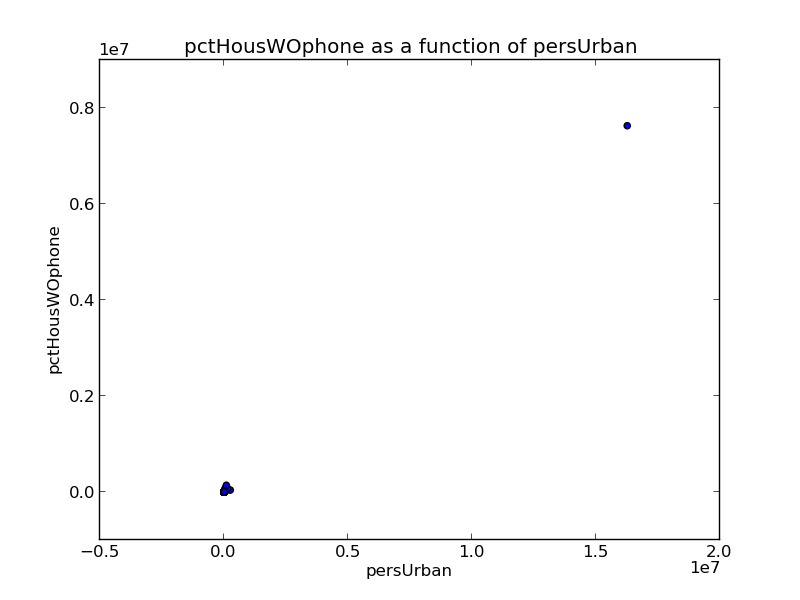 pctHousWOphone as a function of persUrban
1e7
0.8
0.6
0.4
0.2
0.0
pctHousWOphone
−0.5 0.0 0.5 1.0 1.5 2.0
1e7
persUrban